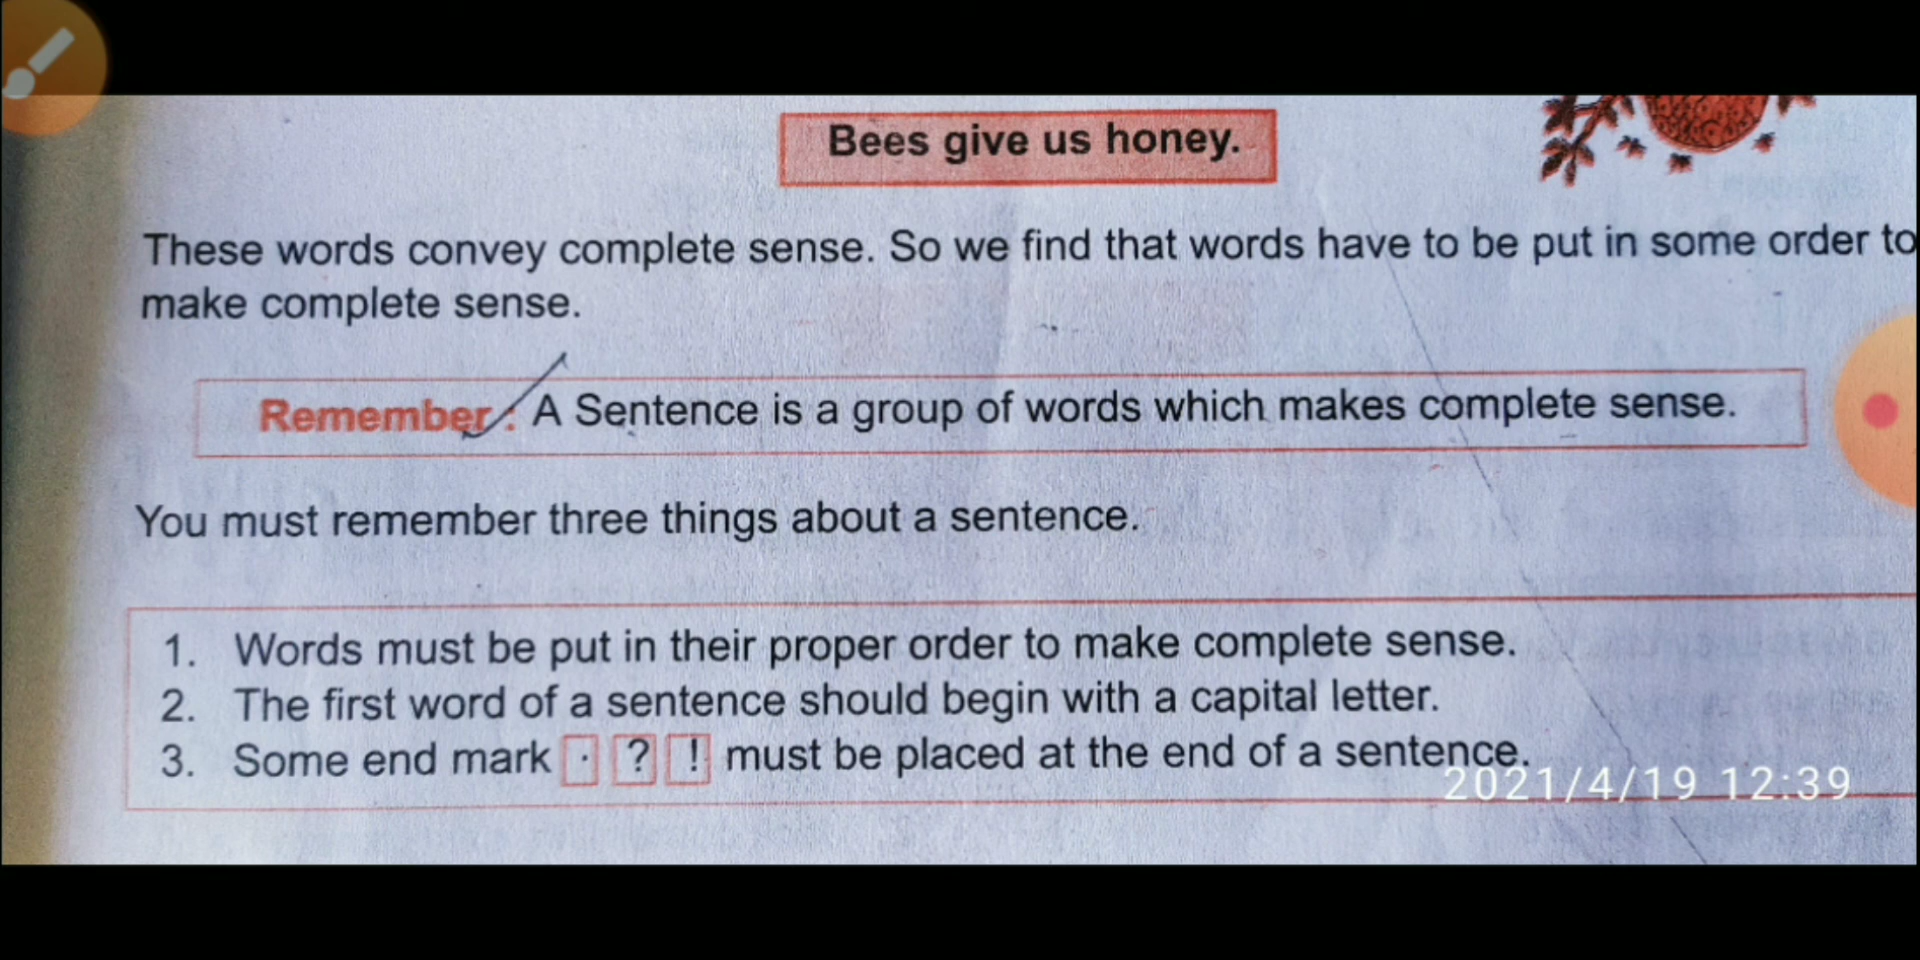 Bees give us honey.
These words convey complete sense. So we find that words have to be put in some order to
make complete sense.
Remember : A Sentence is a group of words which makes complete sense.
You must remember three things about a sentence.
1. Words must be put in their proper order to make complete sense.
2. The first word of a sentence should begin with a capital letter.
3. Some end mark . ? ! must be placed at the end of a sentence.
2021/4/19 12:39